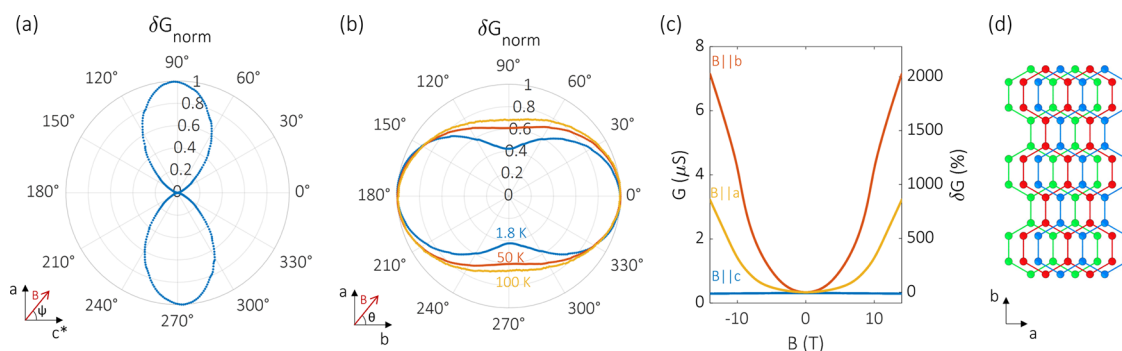 (a)
δG_norm
90°
120°
60°
150°
30°
180°
0°
210°
330°
240°
300°
270°
1
0.8
0.6
0.4
0.2
0
a
B
ψ
c*
(b)
δG_norm
90°
120°
60°
150°
30°
180°
0°
210°
330°
240°
300°
270°
1
0.8
0.6
0.4
0.2
0
1.8 K
50 K
100 K
a
B
θ
b
(c)
8
6
4
2
0
G (μS)
B||b
B||a
B||c
2000
1500
1000
500
0
δG (%)
-10
0
10
B (T)
(d)
b
a